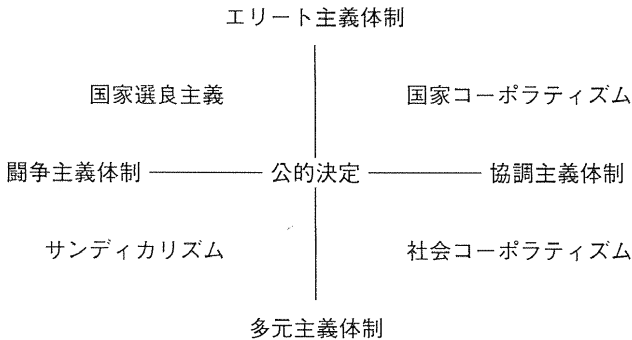 エリート主義体制
国家選良主義
国家コーポラティズム
闘争主義体制
公的決定
協調主義体制
サンディカリズム
社会コーポラティズム
多元主義体制